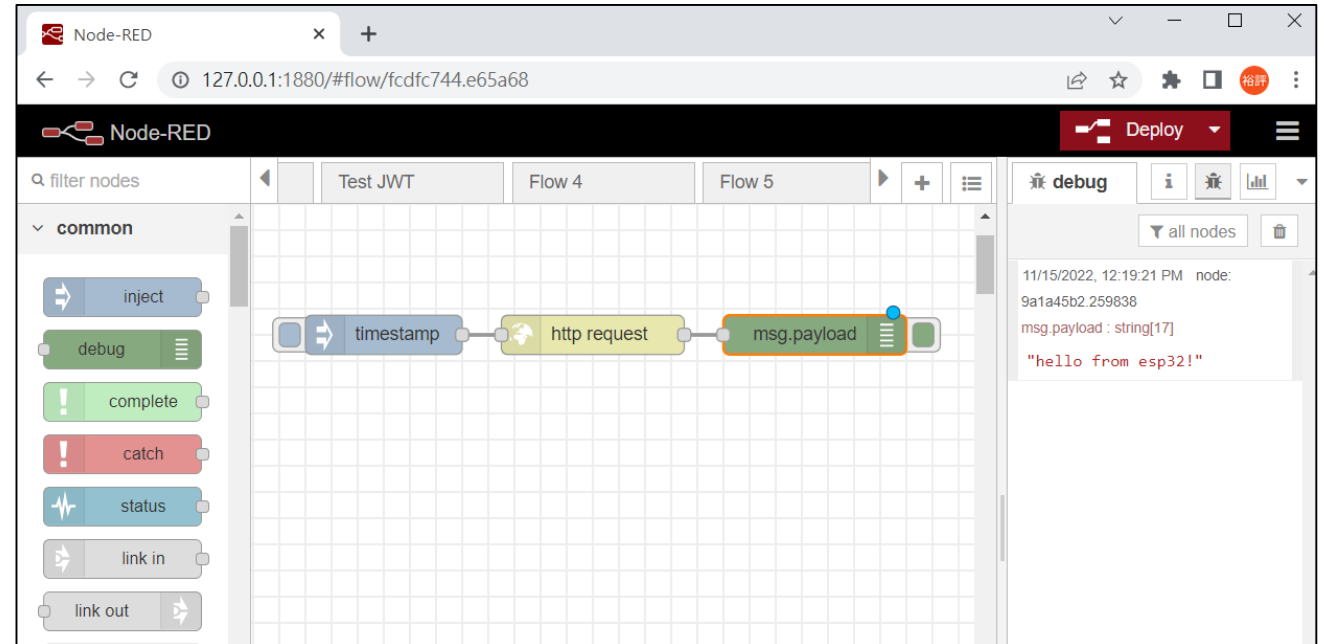 Node-RED
127.0.0.1:1880/#flow/fcdfc744.e65a68
裕評
Node-RED
Deploy
filter nodes
Test JWT
Flow 4
Flow 5
debug
i
common
all nodes
inject
debug
complete
catch
status
link in
link out
timestamp
http request
msg.payload
11/15/2022, 12:19:21 PM node:
9a1a45b2.259838
msg.payload : string[17]
"hello from esp32!"